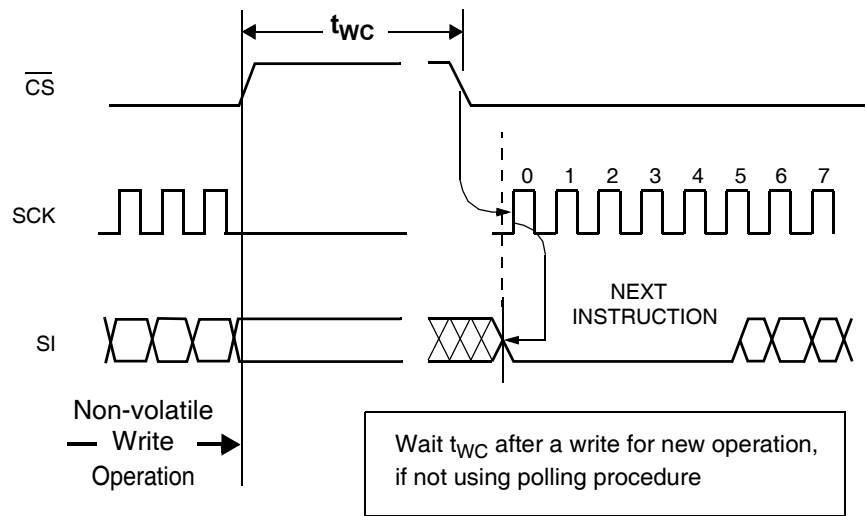 tWC
CS
0 1 2 3 4 5 6 7
SCK
NEXT
INSTRUCTION
SI
Non-volatile
Write
Operation
Wait tWC after a write for new operation,
if not using polling procedure